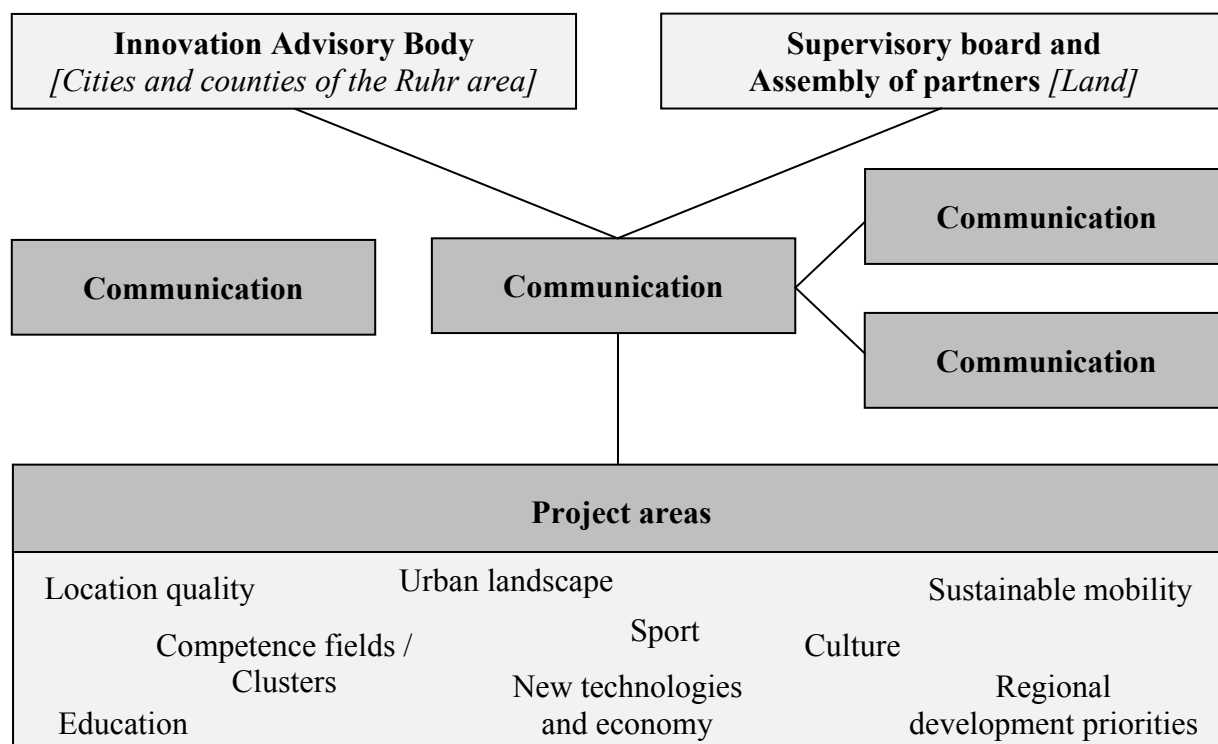 Innovation Advisory Body
[Cities and counties of the Ruhr area]
Supervisory board and
Assembly of partners [Land]
Communication
Communication
Communication
Communication
Project areas
Location quality
Urban landscape
Sustainable mobility
Competence fields /
Clusters
Sport
Culture
Education
New technologies
and economy
Regional
development priorities